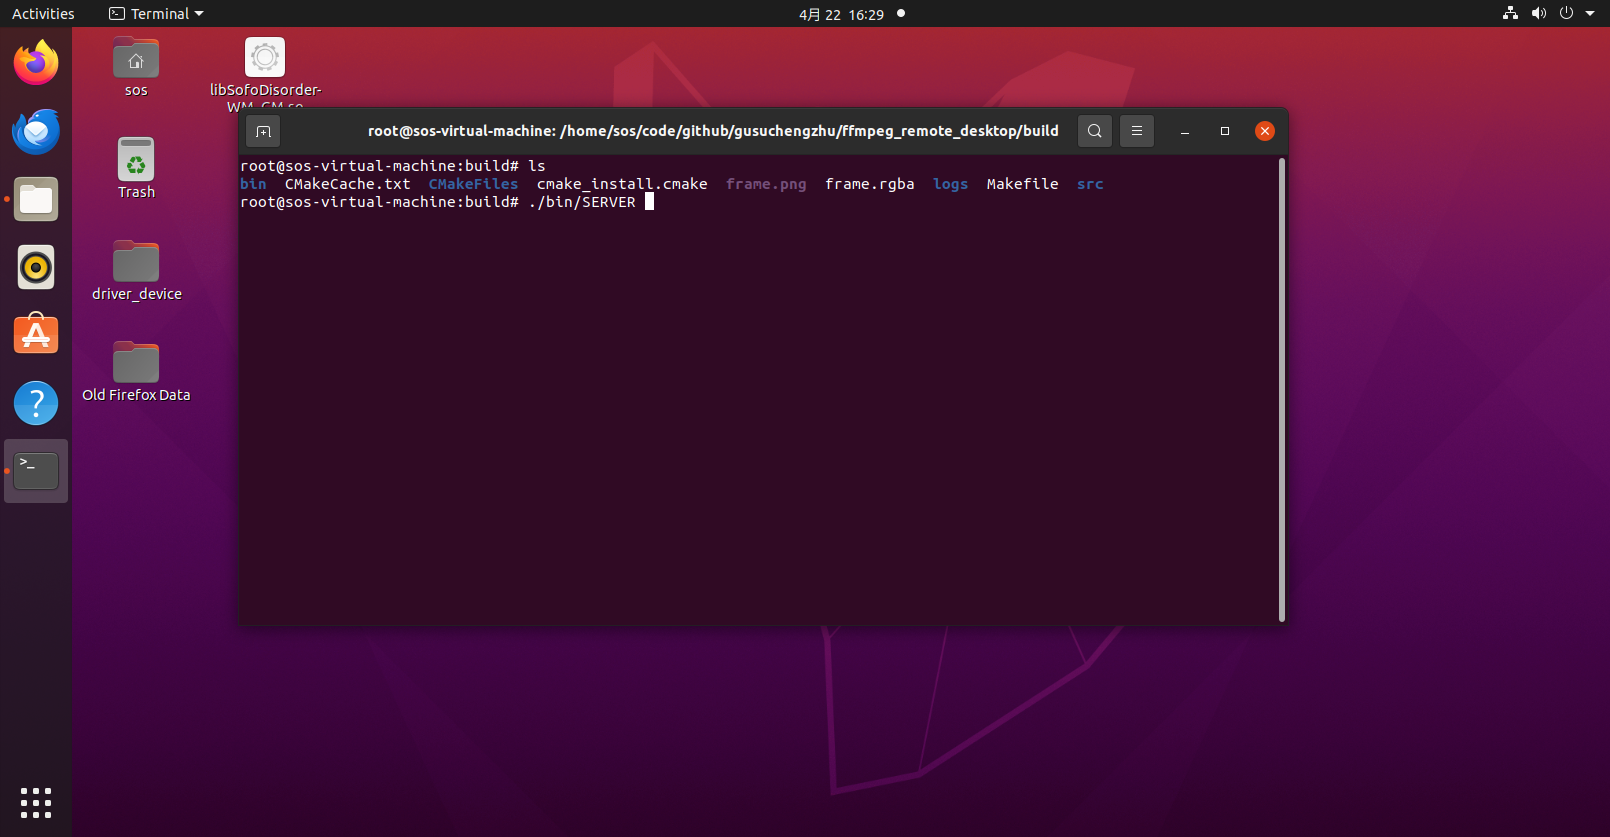 Activities
Terminal
4月 22 16:29
sos
libSofoDisorder-
WM_CM.so
Trash
driver_device
Old Firefox Data
root@sos-virtual-machine: /home/sos/code/github/gusuchengzhu/ffmpeg_remote_desktop/build
root@sos-virtual-machine:build# ls
bin CMakeCache.txt CMakeFiles cmake_install.cmake frame.png frame.rgba logs Makefile src
root@sos-virtual-machine:build# ./bin/SERVER